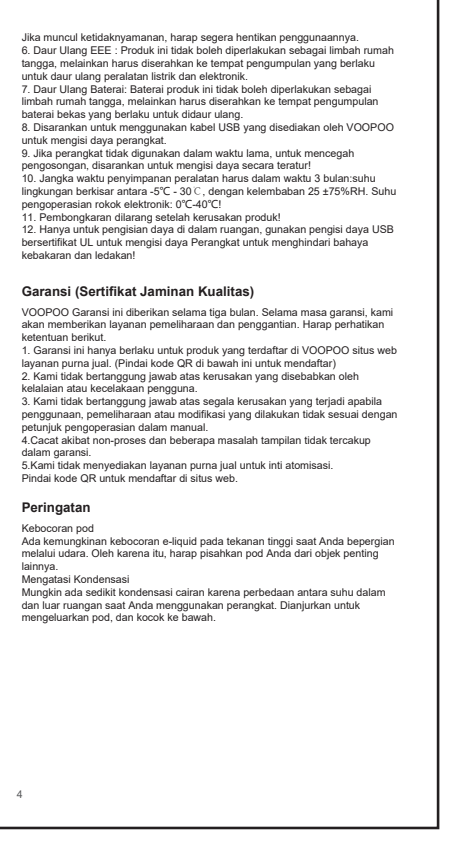 Jika muncul ketidaknyamanan, harap segera hentikan penggunaannya.
6. Daur Ulang EEE : Produk ini tidak boleh diperlakukan sebagai limbah rumah
tangga, melainkan harus diserahkan ke tempat pengumpulan yang berlaku
untuk daur ulang peralatan listrik dan elektronik.
7. Daur Ulang Baterai: Baterai produk ini tidak boleh diperlakukan sebagai
limbah rumah tangga, melainkan harus diserahkan ke tempat pengumpulan
baterai bekas yang berlaku untuk didaur ulang.
8. Disarankan untuk menggunakan kabel USB yang disediakan oleh VOOPOO
untuk mengisi daya perangkat.
9. Jika perangkat tidak digunakan dalam waktu lama, untuk mencegah
pengosongan, disarankan untuk mengisi daya secara teratur!
10. Jangka waktu penyimpanan peralatan harus dalam waktu 3 bulan:suhu
lingkungan berkisar antara -5℃ - 30℃, dengan kelembaban 25 ±75%RH. Suhu
pengoperasian rokok elektronik: 0℃-40℃!
11. Pembongkaran dilarang setelah kerusakan produk!
12. Hanya untuk pengisian daya di dalam ruangan, gunakan pengisi daya USB
bersertifikat UL untuk mengisi daya Perangkat untuk menghindari bahaya
kebakaran dan ledakan!
Garansi (Sertifikat Jaminan Kualitas)
VOOPOO Garansi ini diberikan selama tiga bulan. Selama masa garansi, kami
akan memberikan layanan pemeliharaan dan penggantian. Harap perhatikan
ketentuan berikut.
1. Garansi ini hanya berlaku untuk produk yang terdaftar di VOOPOO situs web
layanan purna jual. (Pindai kode QR di bawah ini untuk mendaftar)
2. Kami tidak bertanggung jawab atas kerusakan yang disebabkan oleh
kelalaian atau kecelakaan pengguna.
3. Kami tidak bertanggung jawab atas segala kerusakan yang terjadi apabila
penggunaan, pemeliharaan atau modifikasi yang dilakukan tidak sesuai dengan
petunjuk pengoperasian dalam manual.
4.Cacat akibat non-proses dan beberapa masalah tampilan tidak tercakup
dalam garansi.
5.Kami tidak menyediakan layanan purna jual untuk inti atomisasi.
Pindai kode QR untuk mendaftar di situs web.
Peringatan
Kebocoran pod
Ada kemungkinan kebocoran e-liquid pada tekanan tinggi saat Anda bepergian
melalui udara. Oleh karena itu, harap pisahkan pod Anda dari objek penting
lainnya.
Mengatasi Kondensasi
Mungkin ada sedikit kondensasi cairan karena perbedaan antara suhu dalam
dan luar ruangan saat Anda menggunakan perangkat. Dianjurkan untuk
mengeluarkan pod, dan kocok ke bawah.
4